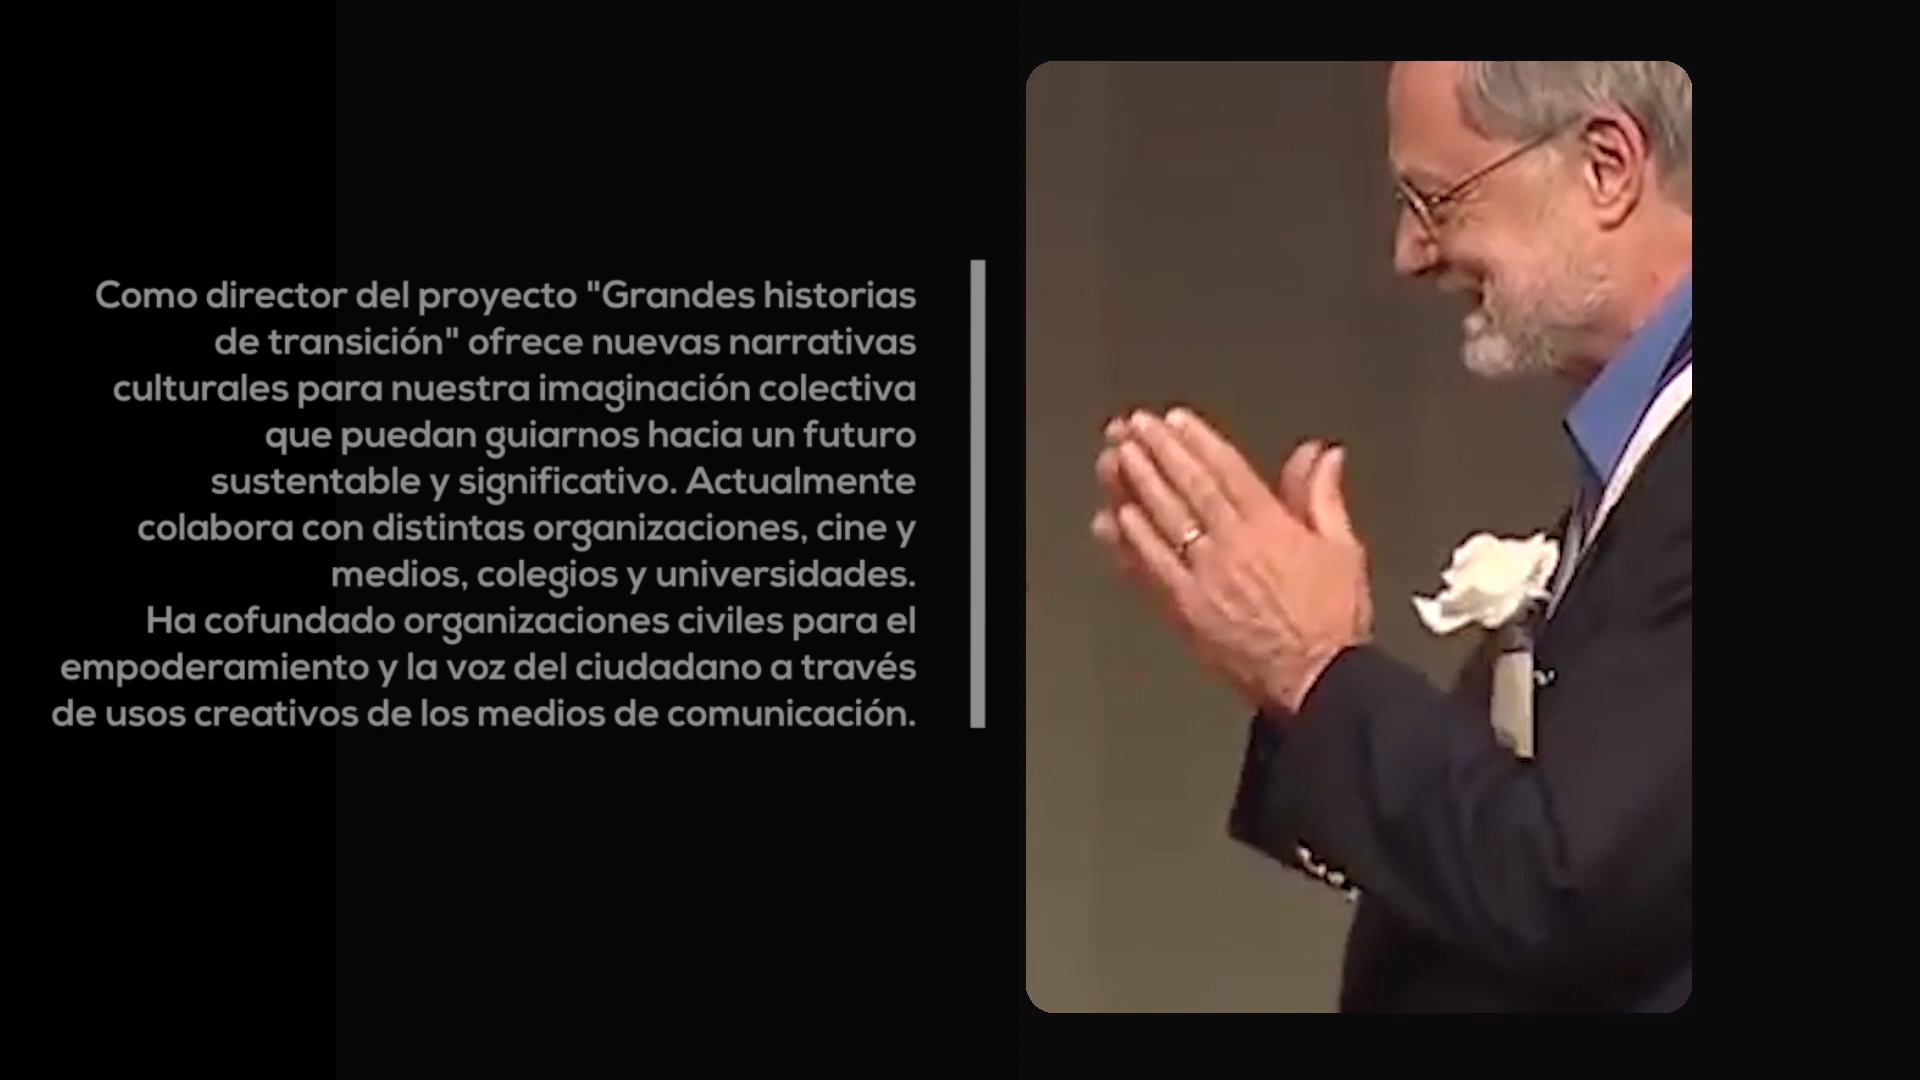 Como director del proyecto "Grandes historias
de transición" ofrece nuevas narrativas
culturales para nuestra imaginación colectiva
que puedan guiarnos hacia un futuro
sustentable y significativo. Actualmente
colabora con distintas organizaciones, cine y
medios, colegios y universidades.
Ha cofundado organizaciones civiles para el
empoderamiento y la voz del ciudadano a través
de usos creativos de los medios de comunicación.